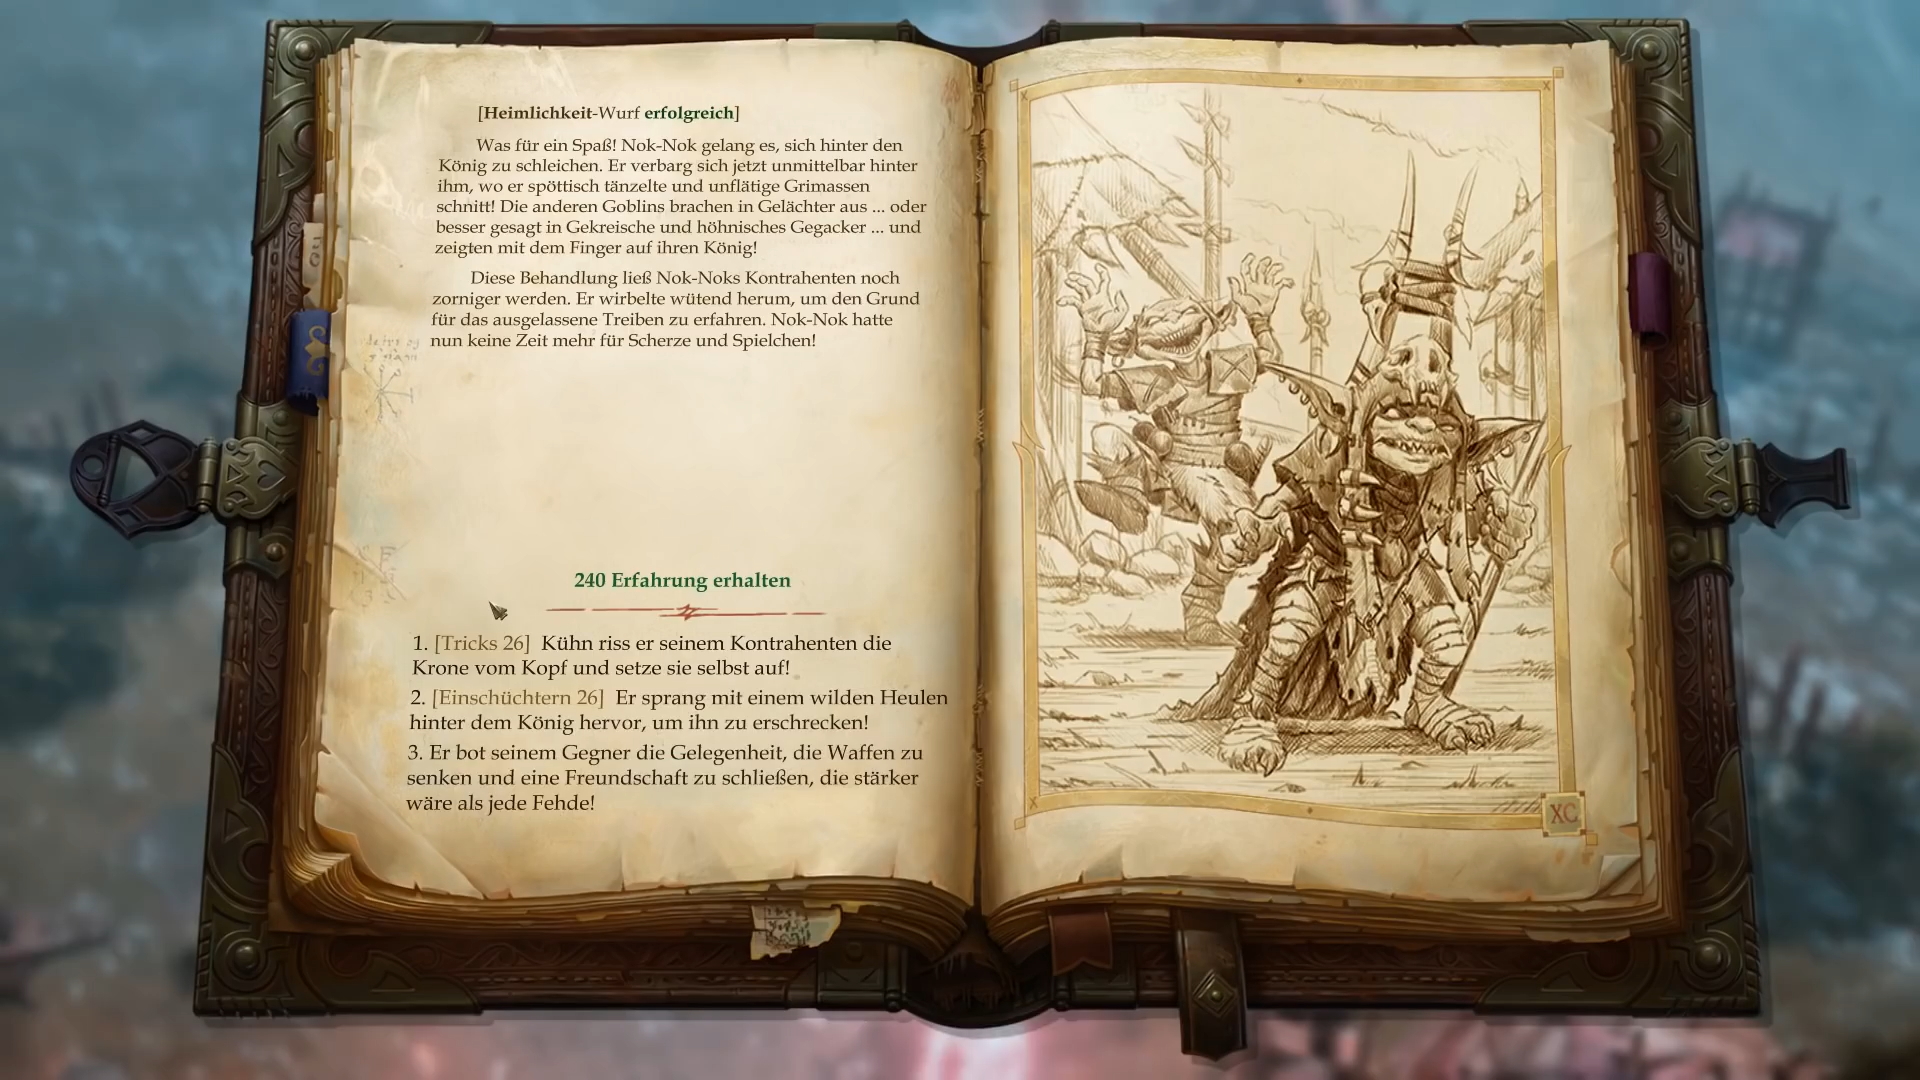 [Heimlichkeit-Wurf erfolgreich]
Was für ein Spaß! Nok-Nok gelang es, sich hinter den
König zu schleichen. Er verbarg sich jetzt unmittelbar hinter
ihm, wo er spöttisch tänzelte und unflätige Grimassen
schnitt! Die anderen Goblins brachen in Gelächter aus ... oder
besser gesagt in Gekreische und höhnisches Gegacker ... und
zeigten mit dem Finger auf ihren König!
Diese Behandlung ließ Nok-Noks Kontrahenten noch
zorniger werden. Er wirbelte wütend herum, um den Grund
für das ausgelassene Treiben zu erfahren. Nok-Nok hatte
nun keine Zeit mehr für Scherze und Spielchen!
240 Erfahrung erhalten
1. [Tricks 26] Kühn riss er seinem Kontrahenten die
Krone vom Kopf und setze sie selbst auf!
2. [Einschüchtern 26] Er sprang mit einem wilden Heulen
hinter dem König hervor, um ihn zu erschrecken!
3. Er bot seinem Gegner die Gelegenheit, die Waffen zu
senken und eine Freundschaft zu schließen, die stärker
wäre als jede Fehde!
XC